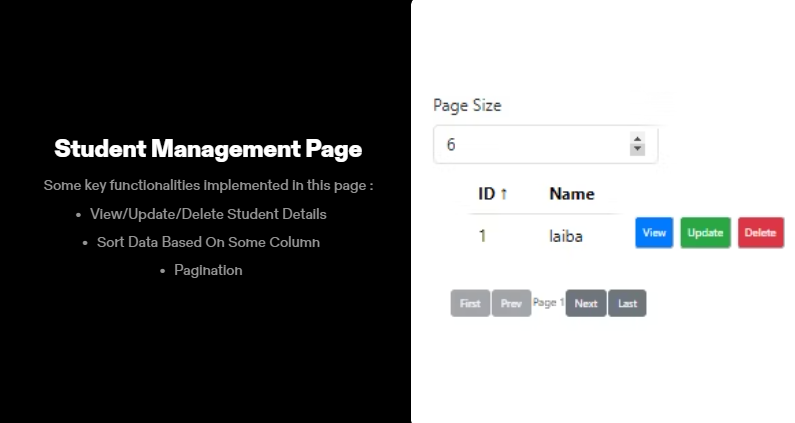 Student Management Page
Some key functionalities implemented in this page :
• View/Update/Delete Student Details
• Sort Data Based On Some Column
• Pagination
Page Size
6
ID ↑ Name
1 laiba View Update Delete
First Prev Page 1 Next Last